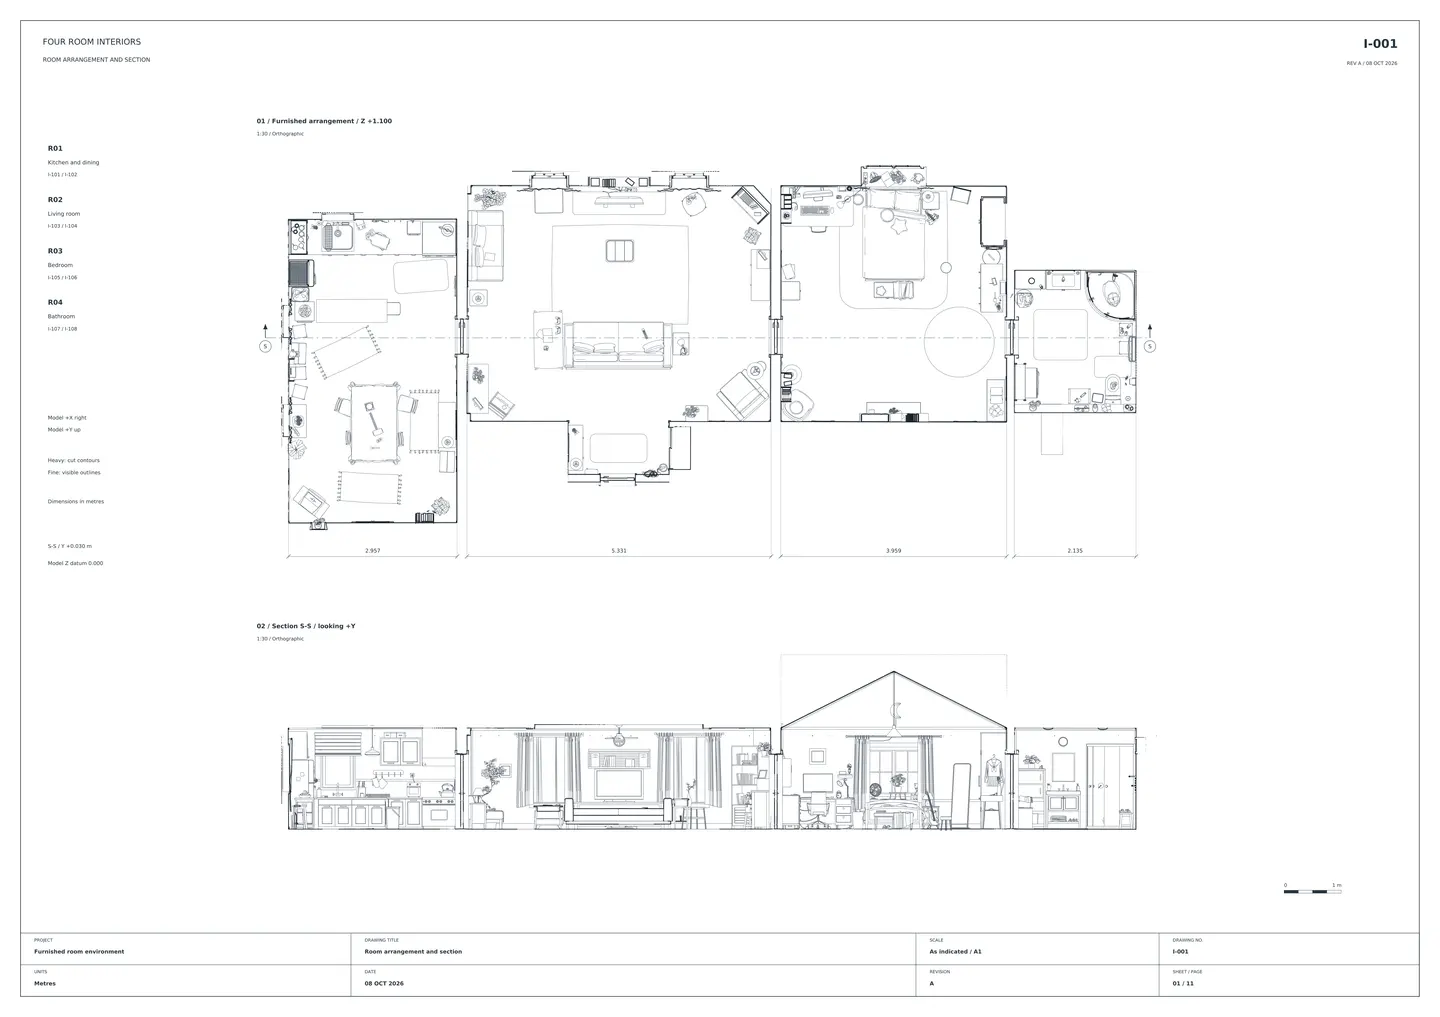 FOUR ROOM INTERIORS
ROOM ARRANGEMENT AND SECTION
I-001
REV A / 08 OCT 2026
01 / Furnished arrangement / Z +1.100
1:30 / Orthographic
R01
Kitchen and dining
I-101 / I-102
R02
Living room
I-103 / I-104
R03
Bedroom
I-105 / I-106
R04
Bathroom
I-107 / I-108
S
S
Model +X right
Model +Y up
Heavy: cut contours
Fine: visible outlines
Dimensions in metres
S-S / Y +0.030 m
Model Z datum 0.000
2.957
5.331
3.959
2.135
02 / Section S-S / looking +Y
1:30 / Orthographic
0
1 m
PROJECT
Furnished room environment
DRAWING TITLE
Room arrangement and section
SCALE
As indicated / A1
DRAWING NO.
I-001
UNITS
Metres
DATE
08 OCT 2026
REVISION
A
SHEET / PAGE
01 / 11